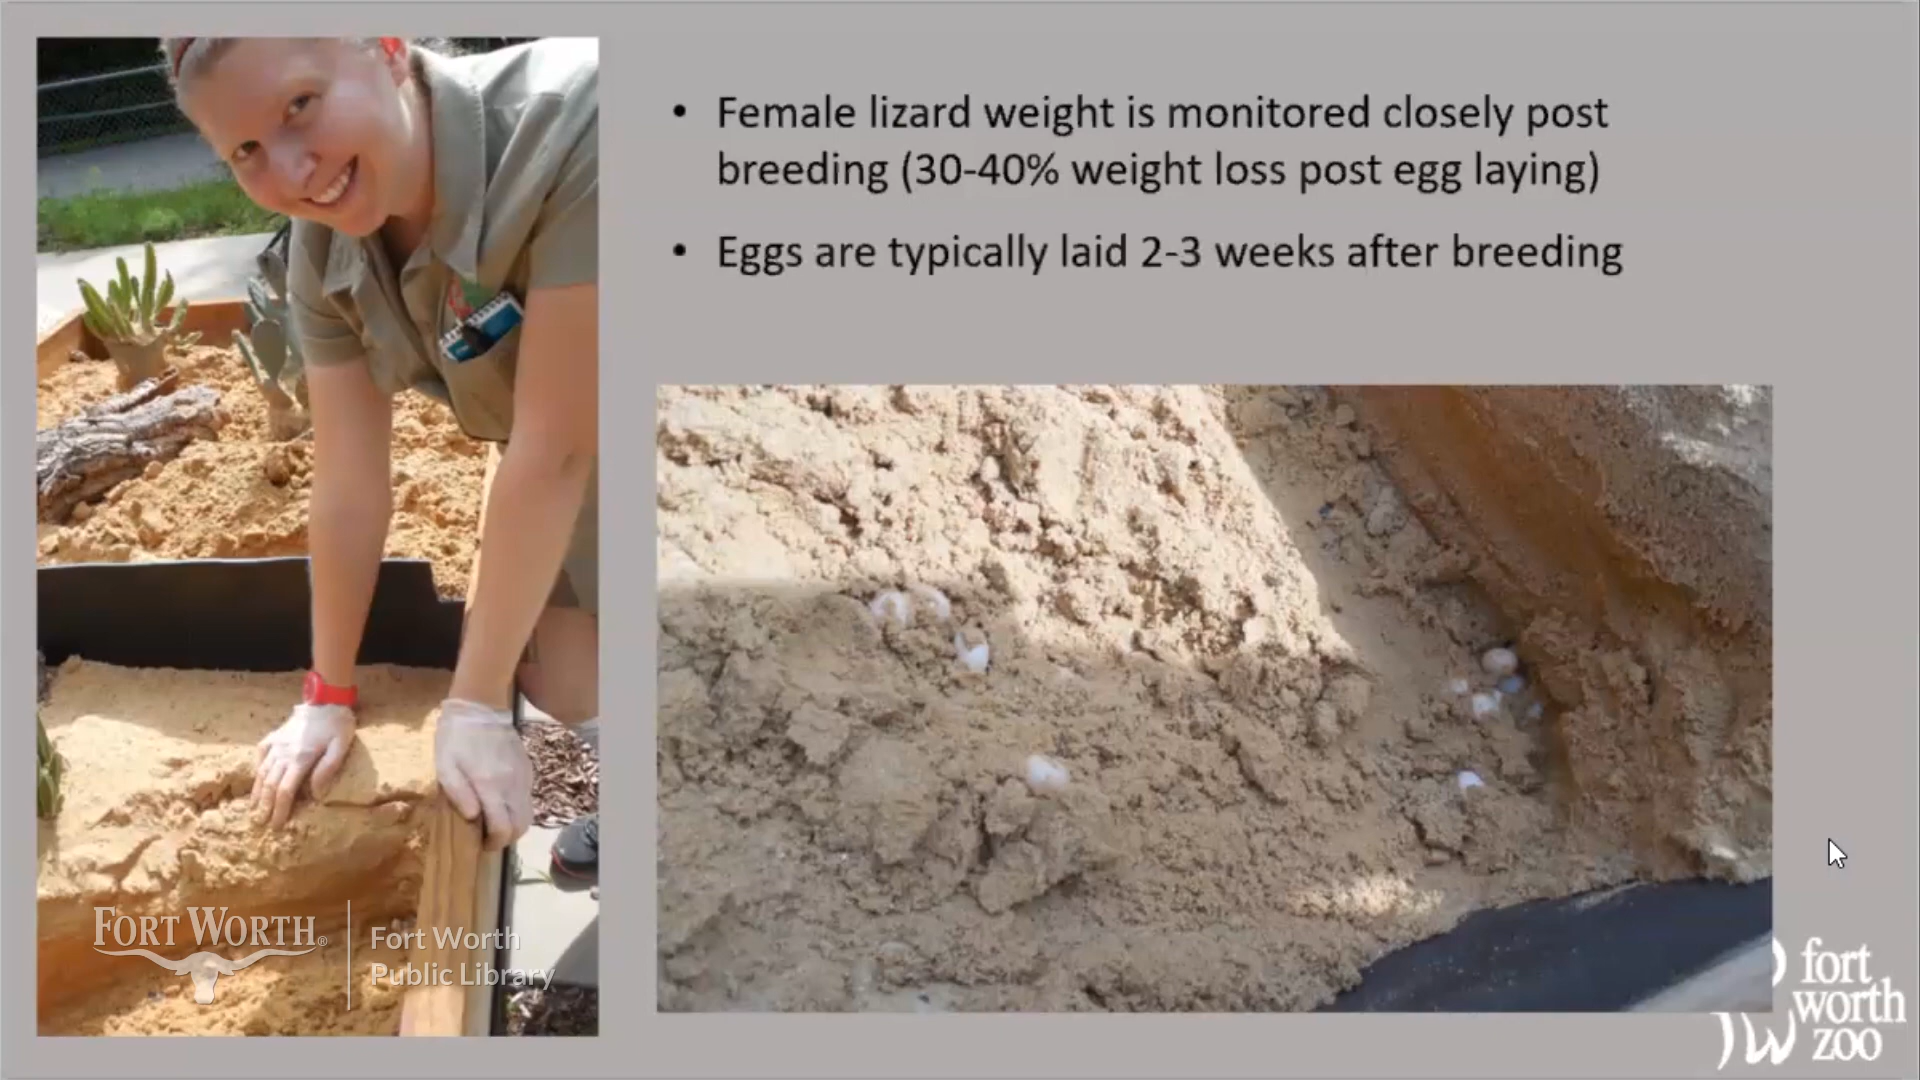 • Female lizard weight is monitored closely post
breeding (30-40% weight loss post egg laying)
• Eggs are typically laid 2-3 weeks after breeding
FORT WORTH®
Fort Worth
Public Library
fort
worth
zoo